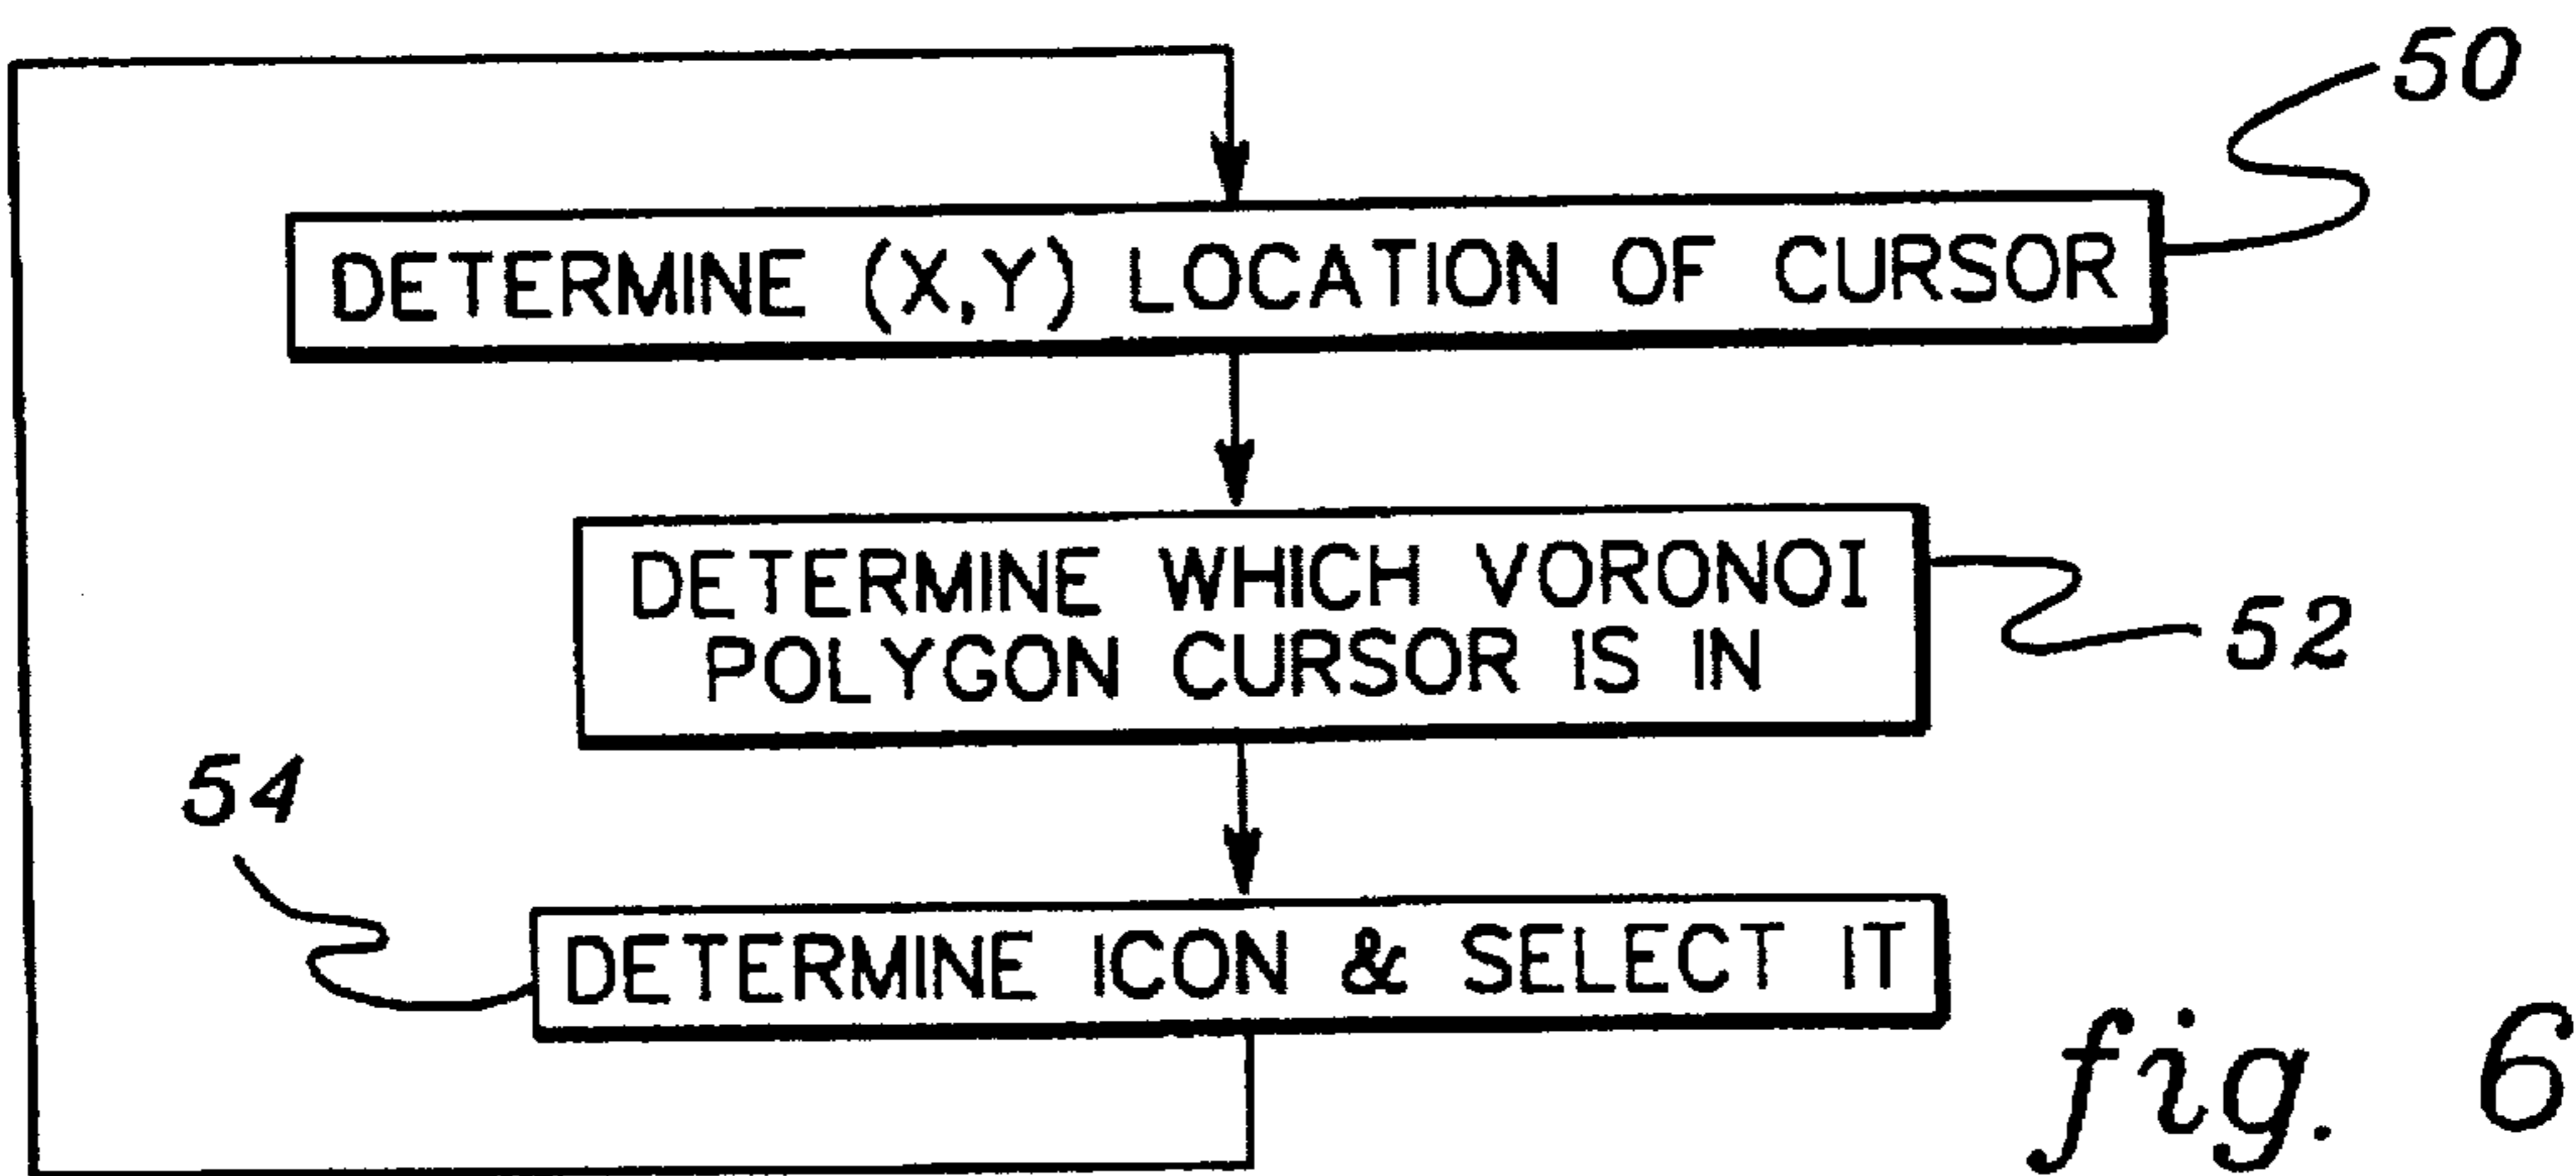 50
DETERMINE (X,Y) LOCATION OF CURSOR
DETERMINE WHICH VORONOI
POLYGON CURSOR IS IN
52
54
DETERMINE ICON & SELECT IT
fig. 6